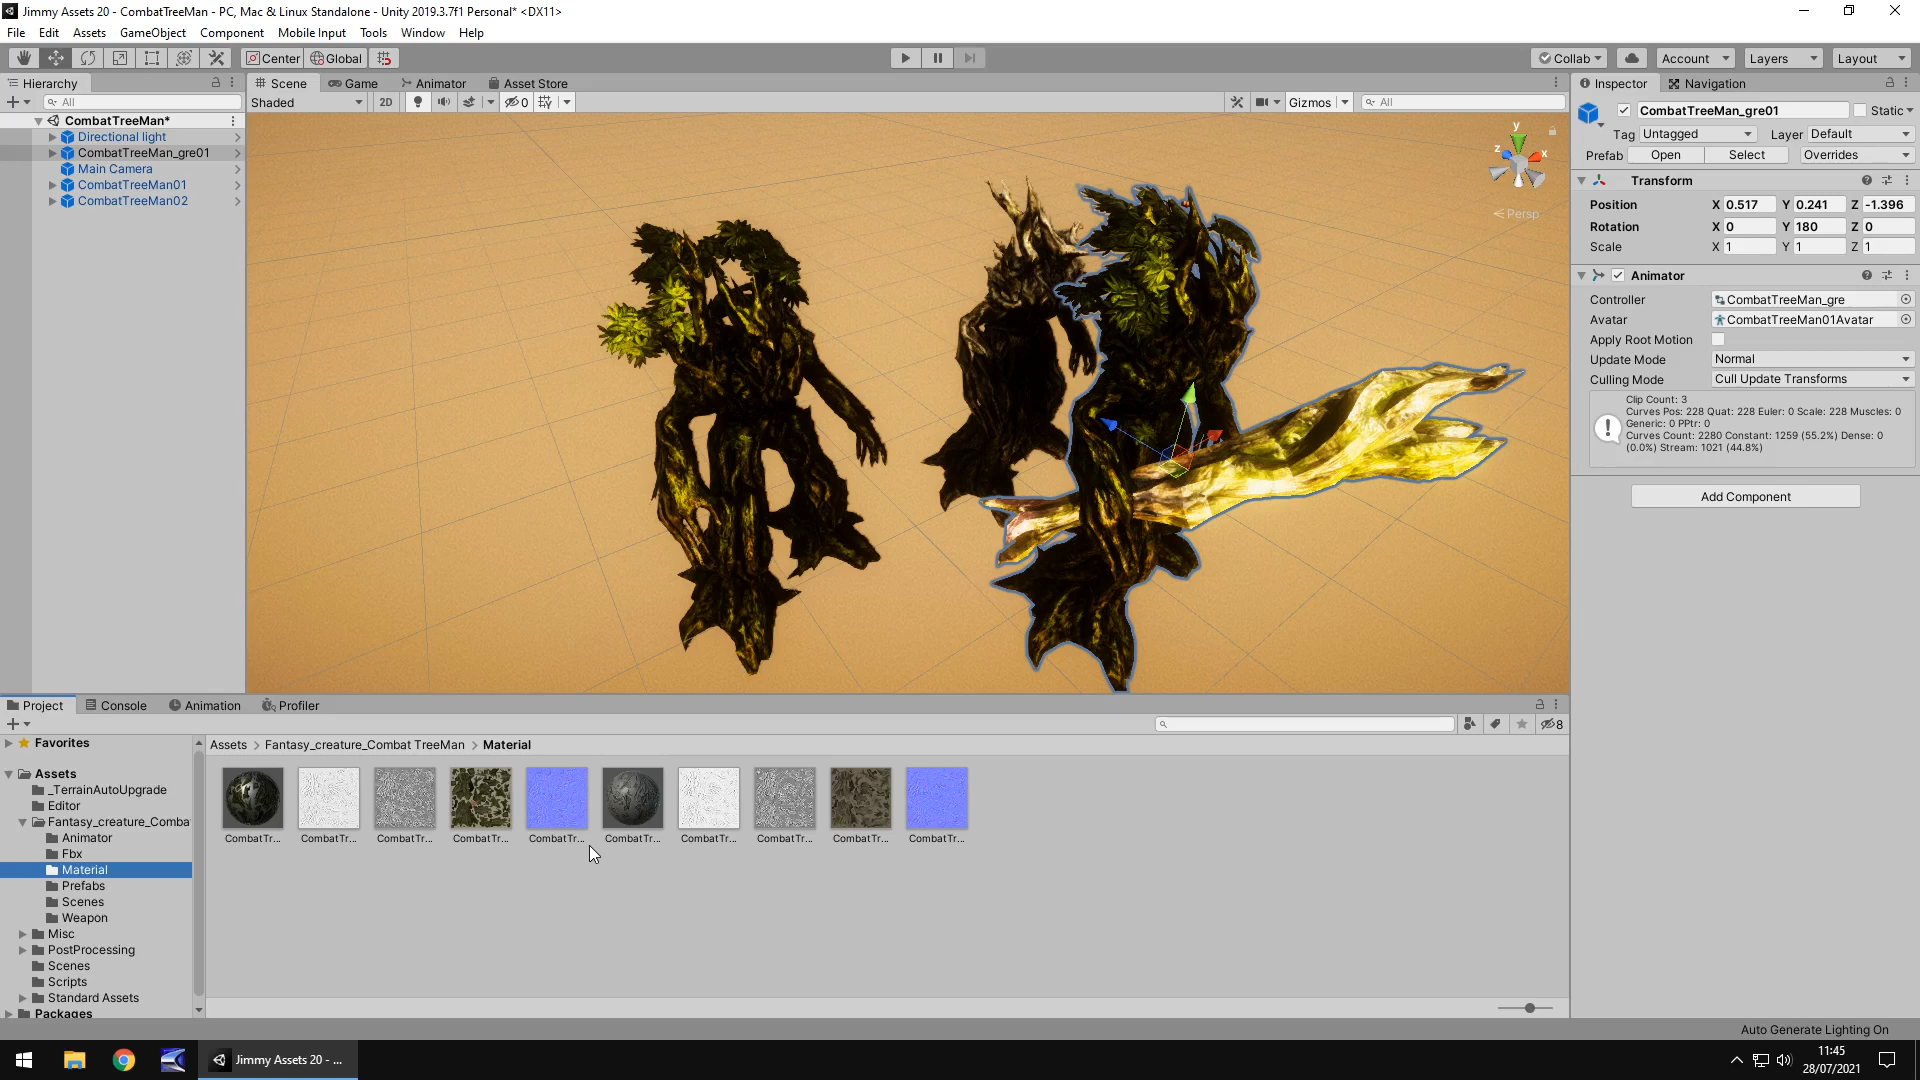 Jimmy Assets 20 - CombatTreeMan - PC, Mac & Linux Standalone - Unity 2019.3.7f1 Personal* <DX11>
File Edit Assets GameObject Component Mobile Input Tools Window Help
Center Global Collab Account Layers Layout
Hierarchy
All
CombatTreeMan*
Directional light
CombatTreeMan_gre01
Main Camera
CombatTreeMan01
CombatTreeMan02
Scene Game Animator Asset Store
Shaded 2D 0 Gizmos All
y
z x
< Persp
Inspector Navigation
CombatTreeMan_gre01 Static
Tag Untagged Layer Default
Prefab Open Select Overrides
Transform
Position X 0.517 Y 0.241 Z -1.396
Rotation X 0 Y 180 Z 0
Scale X 1 Y 1 Z 1
Animator
Controller CombatTreeMan_gre
Avatar CombatTreeMan01Avatar
Apply Root Motion
Update Mode Normal
Culling Mode Cull Update Transforms
Clip Count: 3
Curves Pos: 228 Quat: 228 Euler: 0 Scale: 228 Muscles: 0
Generic: 0 PPtr: 0
Curves Count: 2280 Constant: 1259 (55.2%) Dense: 0
(0.0%) Stream: 1021 (44.8%)
Add Component
Project Console Animation Profiler
8
Favorites
Assets
_TerrainAutoUpgrade
Editor
Fantasy_creature_Comba
Animator
Fbx
Material
Prefabs
Scenes
Weapon
Misc
PostProcessing
Scenes
Scripts
Standard Assets
Packages
Assets > Fantasy_creature_Combat TreeMan > Material
CombatTr... CombatTr... CombatTr... CombatTr... CombatTr... CombatTr... CombatTr... CombatTr... CombatTr... CombatTr...
Auto Generate Lighting On
Jimmy Assets 20 - ...
11:45
28/07/2021